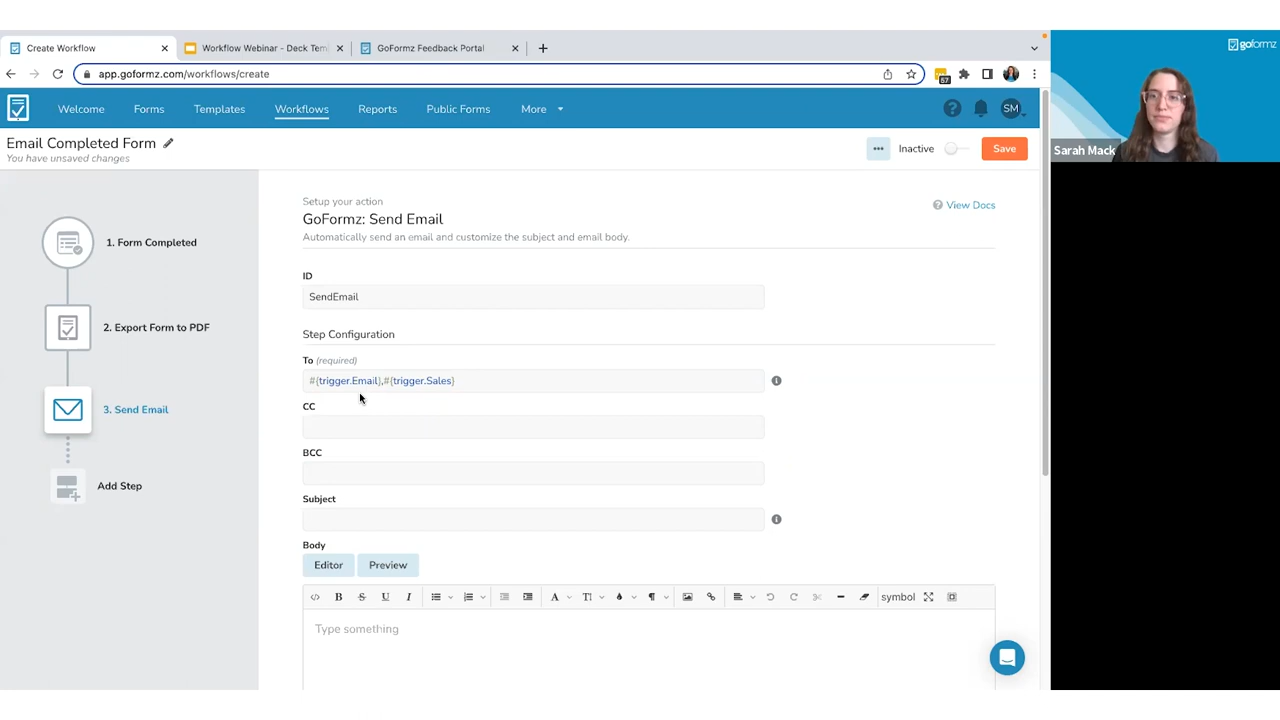 Create Workflow
Workflow Webinar - Deck Tem
GoFormz Feedback Portal
app.goformz.com/workflows/create
57
goformz
Welcome
Forms
Templates
Workflows
Reports
Public Forms
More
SM
Email Completed Form
You have unsaved changes
Inactive
Save
Sarah Mack
1. Form Completed
2. Export Form to PDF
3. Send Email
Add Step
Setup your action
GoFormz: Send Email
Automatically send an email and customize the subject and email body.
View Docs
ID
SendEmail
Step Configuration
To (required)
#{trigger.Email},#{trigger.Sales}
CC
BCC
Subject
Body
Editor
Preview
symbol
Type something